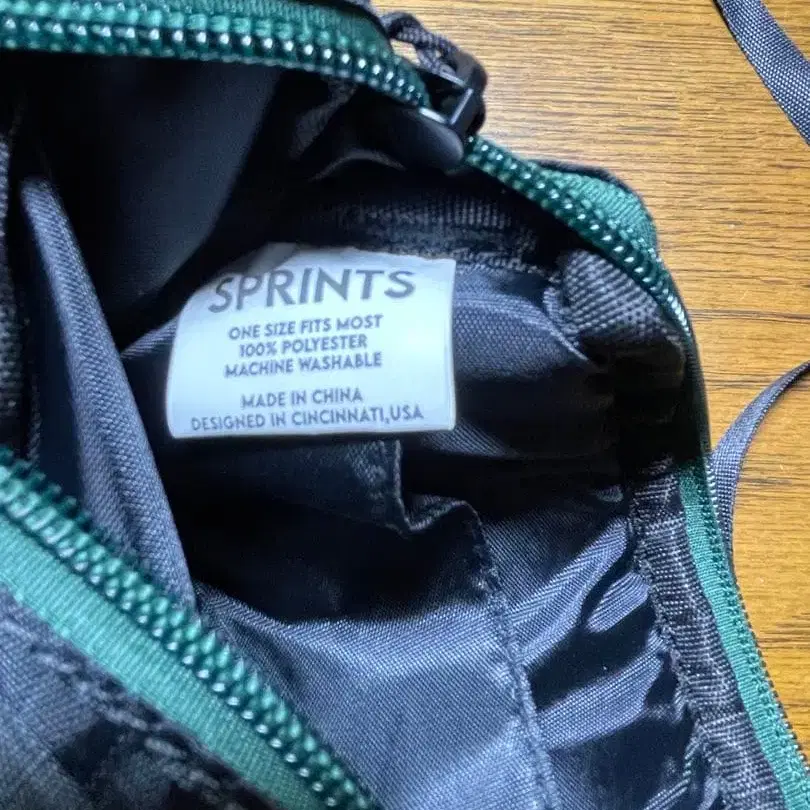 SPRINTS
ONE SIZE FITS MOST
100% POLYESTER
MACHINE WASHABLE
MADE IN CHINA
DESIGNED IN CINCINNATI,USA